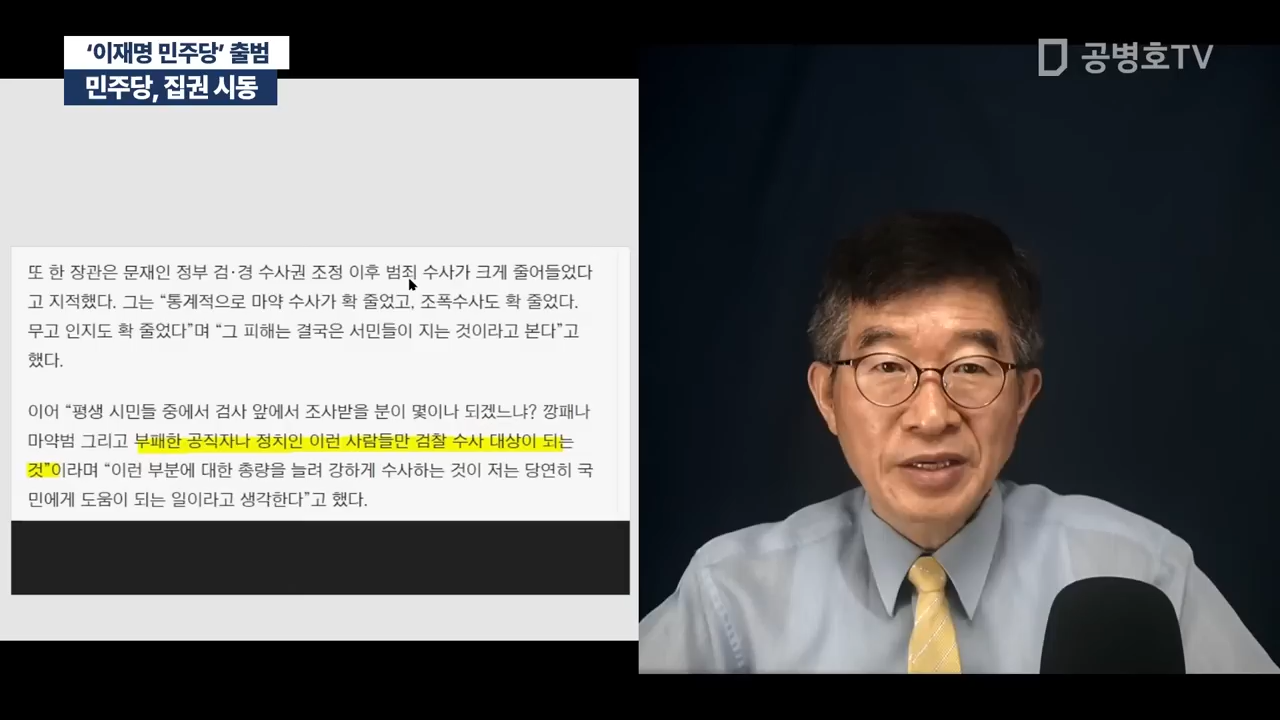 ‘이재명 민주당’ 출범
민주당, 집권 시동
공병호TV
또 한 장관은 문재인 정부 검·경 수사권 조정 이후 범죄 수사가 크게 줄어들었다
고 지적했다. 그는 “통계적으로 마약 수사가 확 줄었고, 조폭수사도 확 줄었다.
무고 인지도 확 줄었다”며 “그 피해는 결국은 서민들이 지는 것이라고 본다”고
했다.
이어 “평생 시민들 중에서 검사 앞에서 조사받을 분이 몇이나 되겠느냐? 깡패나
마약범 그리고 부패한 공직자나 정치인 이런 사람들만 검찰 수사 대상이 되는
것”이라며 “이런 부분에 대한 총량을 늘려 강하게 수사하는 것이 저는 당연히 국
민에게 도움이 되는 일이라고 생각한다”고 했다.